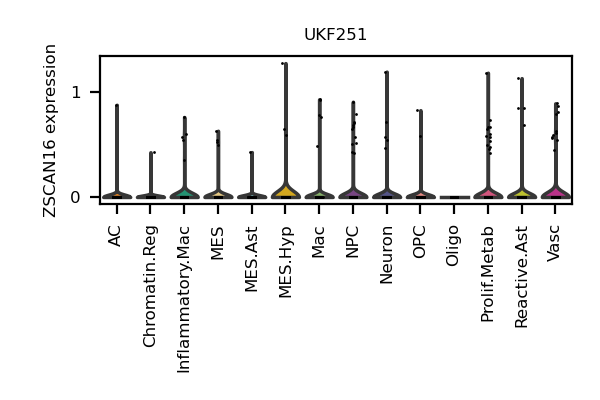 UKF251
ZSCAN16 expression
1
0
AC
Chromatin.Reg
Inflammatory.Mac
MES
MES.Ast
MES.Hyp
Mac
NPC
Neuron
OPC
Oligo
Prolif.Metab
Reactive.Ast
Vasc